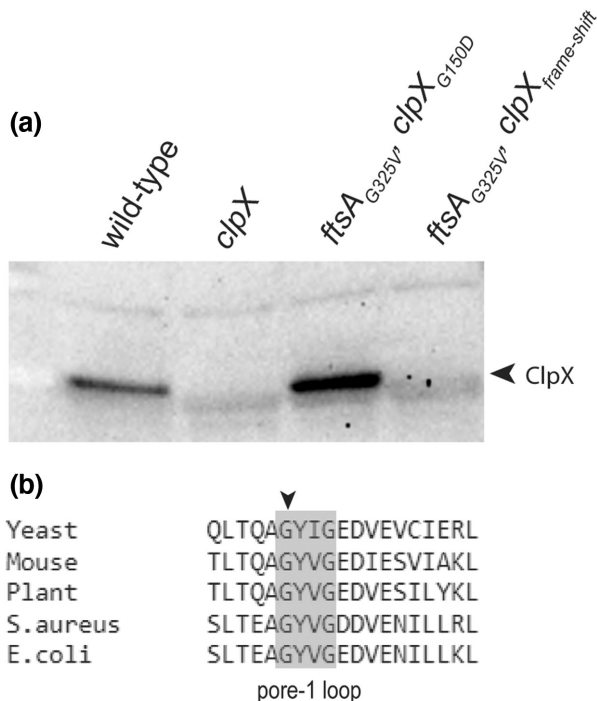 (a)
wild-type
clpX
ftsA G325V, clpX G150D
ftsA G325V, clpX frame-shift
ClpX
(b)
Yeast QLTQAGYIGEDVEVCIERL
Mouse TLTQAGYVGEDIESVIAKL
Plant TLTQAGYVGEDVESILYKL
S.aureus SLTEAGYVGDDVENILLRL
E.coli SLTEAGYVGEDVENILLKL
pore-1 loop